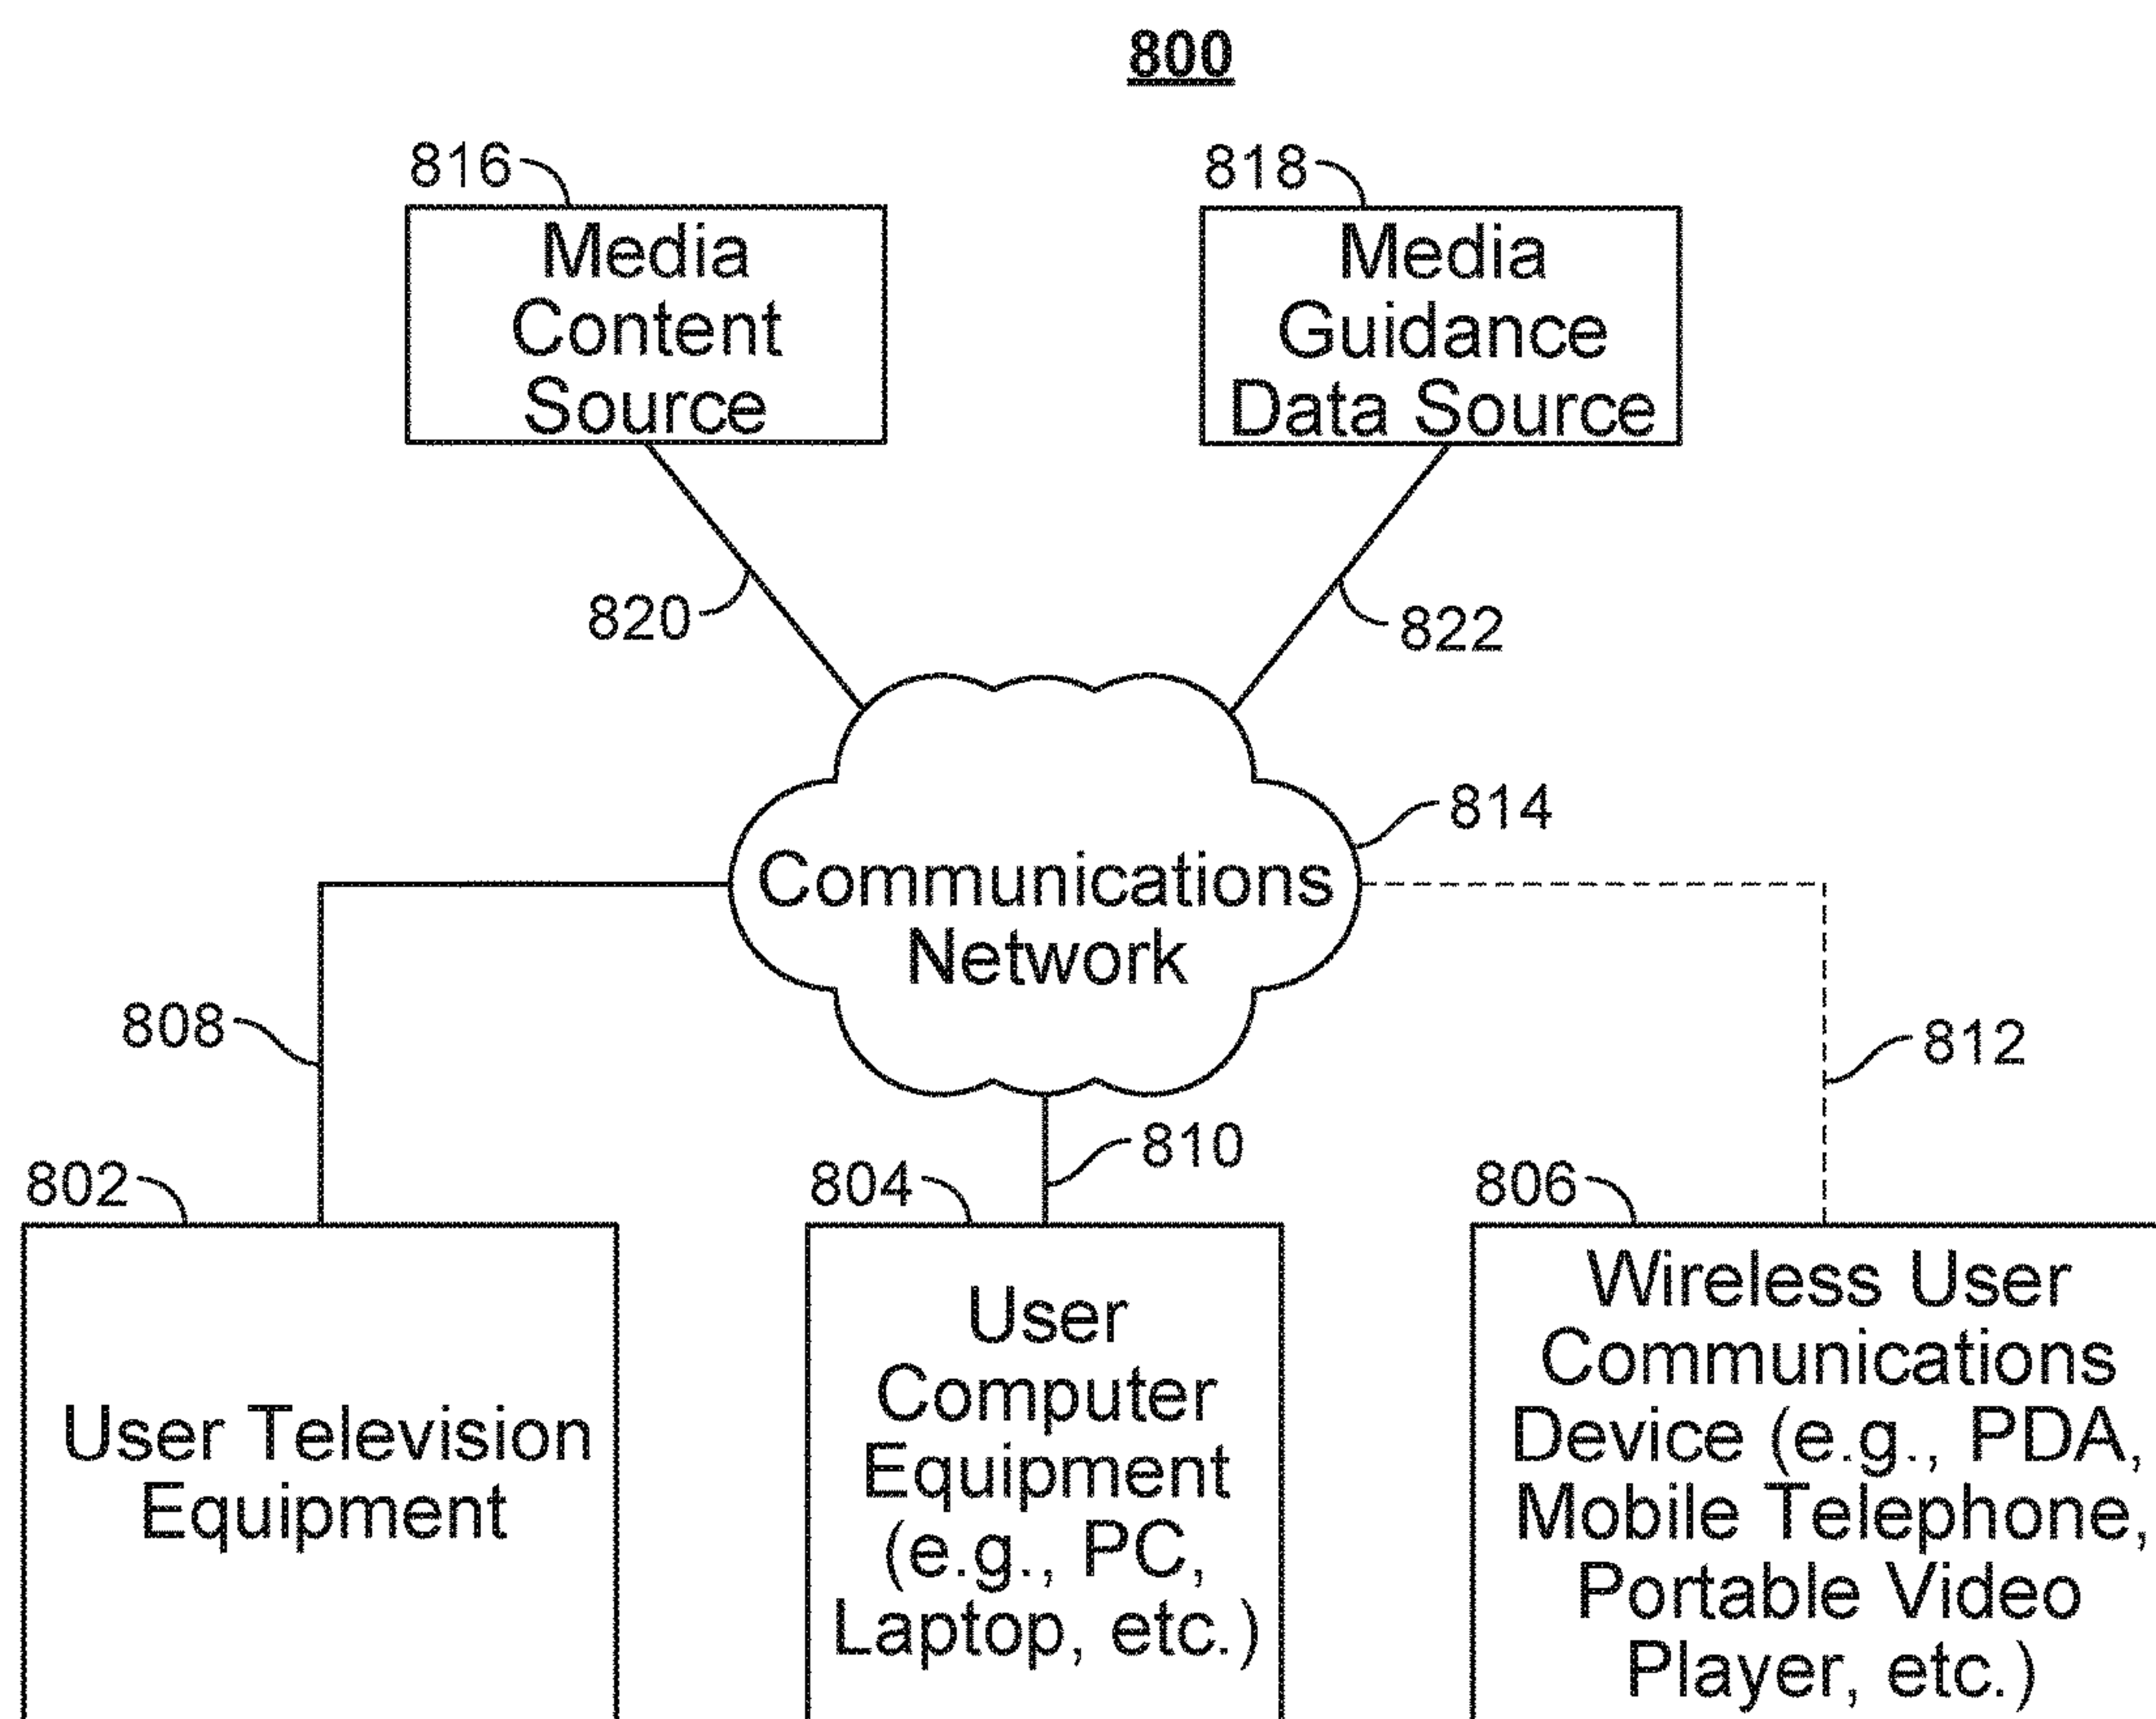 800
816
818
Media
Content
Source
Media
Guidance
Data Source
820
822
814
Communications
Network
808
812
810
802
804
806
User Television
Equipment
User
Computer
Equipment
(e.g., PC,
Laptop, etc.)
Wireless User
Communications
Device (e.g., PDA,
Mobile Telephone,
Portable Video
Player, etc.)